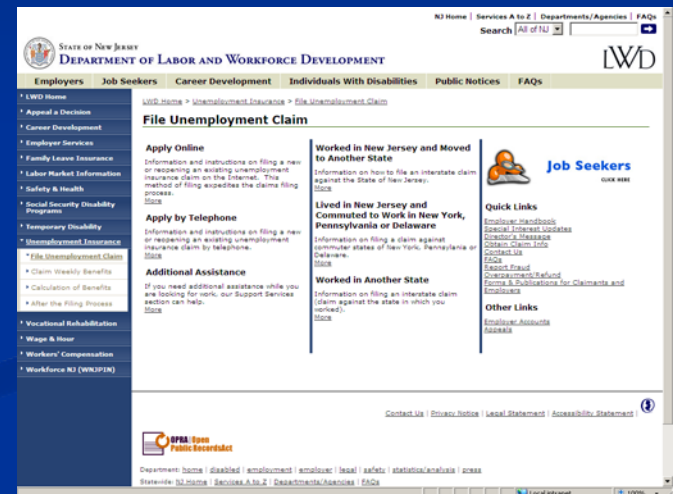 NJ Home | Services A to Z | Departments/Agencies | FAQs
Search All of NJ
STATE OF NEW JERSEY
DEPARTMENT OF LABOR AND WORKFORCE DEVELOPMENT
LWD
Employers Job Seekers Career Development Individuals With Disabilities Public Notices FAQs
LWD Home
Appeal a Decision
Career Development
Employer Services
Family Leave Insurance
Labor Market Information
Safety & Health
Social Security Disability
Programs
Temporary Disability
Unemployment Insurance
File Unemployment Claim
Claim Weekly Benefits
Calculation of Benefits
After the Filing Process
Vocational Rehabilitation
Wage & Hour
Workers' Compensation
Workforce NJ (WNJPIN)
LWD Home > Unemployment Insurance > File Unemployment Claim
File Unemployment Claim
Apply Online
Information and instructions on filing a new
or reopening an existing unemployment
insurance claim on the Internet. This
method of filing expedites the claims filing
process.
More
Apply by Telephone
Information and instructions on filing a new
or reopening an existing unemployment
insurance claim by telephone.
More
Additional Assistance
If you need additional assistance while you
are looking for work, our Support Services
section can help.
More
Worked in New Jersey and Moved
to Another State
Information on how to file an interstate claim
against the State of New Jersey.
More
Lived in New Jersey and
Commuted to Work in New York,
Pennsylvania or Delaware
Information on filing a claim against
commuter states of New York, Pennsylvania or
Delaware.
More
Worked in Another State
Information on filing an interstate claim
(claim against the state in which you
worked).
More
Job Seekers
CLICK HERE
Quick Links
Employer Handbook
Special Interest Updates
Director's Message
Obtain Claim Info
Contact Us
FAQs
Report Fraud
Overpayment/Refund
Forms & Publications for Claimants and
Employers
Other Links
Employer Accounts
Appeals
Contact Us | Privacy Notice | Legal Statement | Accessibility Statement |
OPRA | Open
Public Records Act
Department: home | disabled | employment | employer | legal | safety | statistics/analysis | press
Statewide: NJ Home | Services A to Z | Departments/Agencies | FAQs
Local intranet 100%